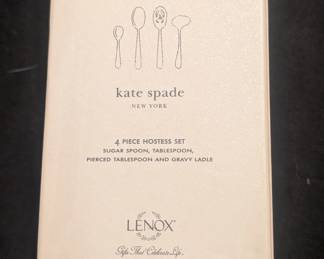 kate spade
NEW YORK
4 PIECE HOSTESS SET
SUGAR SPOON, TABLESPOON,
PIERCED TABLESPOON AND GRAVY LADLE
LENOX
Gifts That Celebrate Life